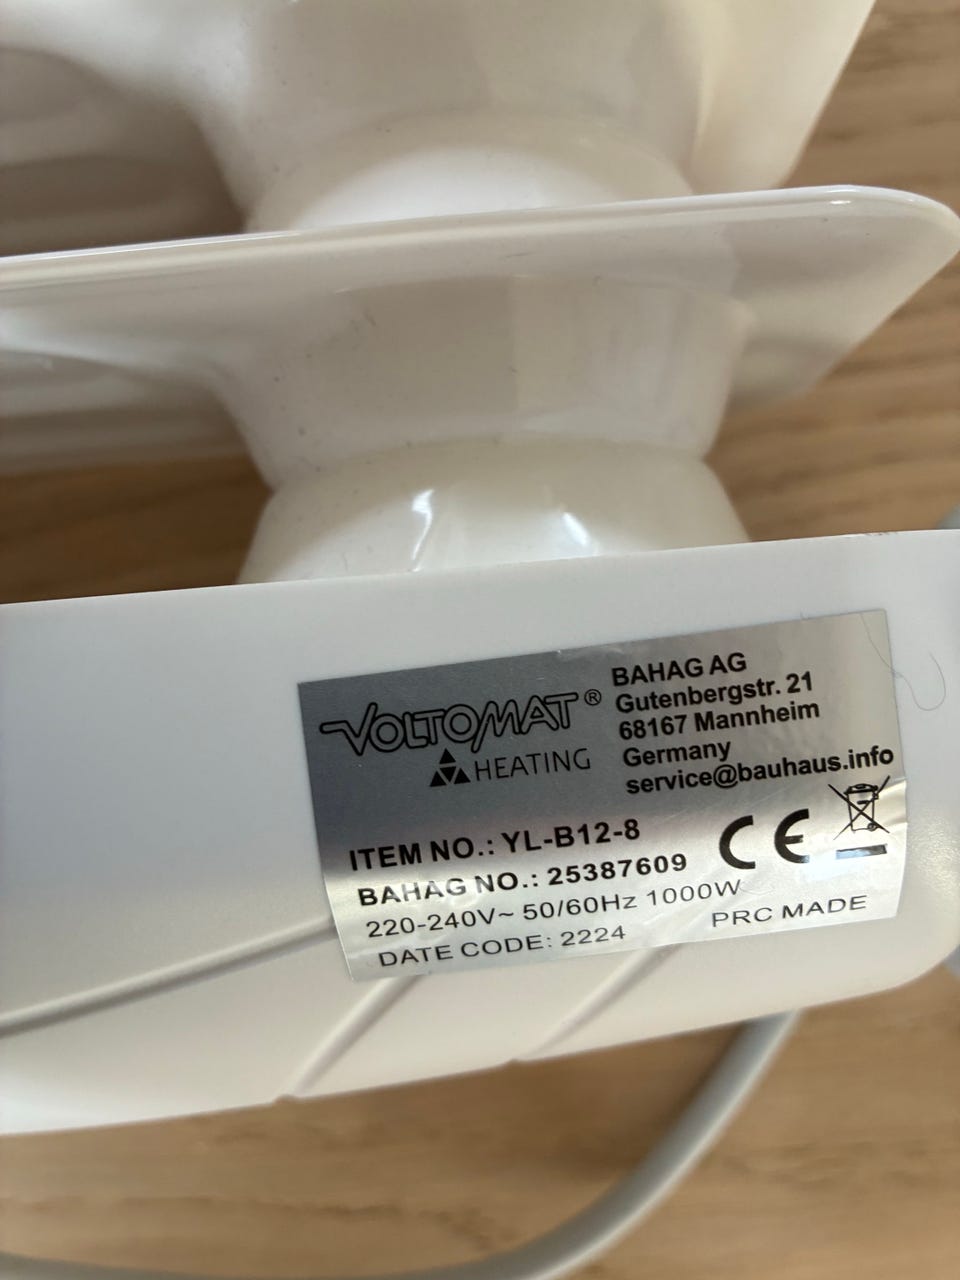 VOLTOMAT®
HEATING
BAHAG AG
Gutenbergstr. 21
68167 Mannheim
Germany
service@bauhaus.info
ITEM NO.: YL-B12-8
BAHAG NO.: 25387609
220-240V~ 50/60Hz 1000W
DATE CODE: 2224
CE
PRC MADE